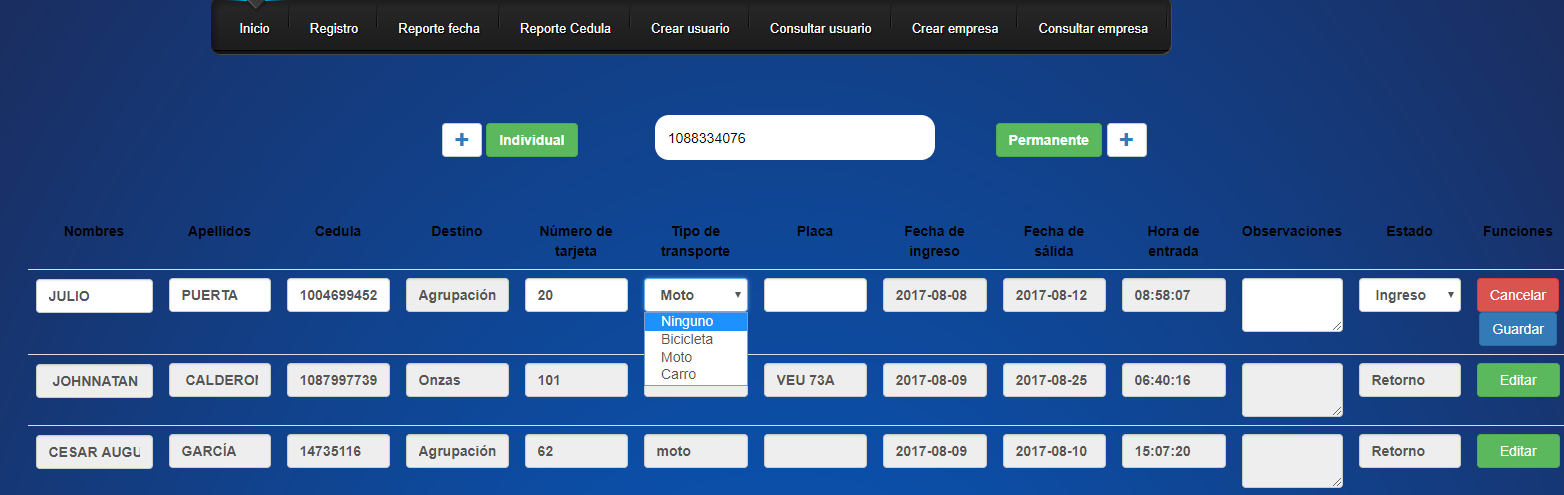 Inicio Registro Reporte fecha Reporte Cedula Crear usuario Consultar usuario Crear empresa Consultar empresa
+ Individual 1088334076 Permanente +
Nombres Apellidos Cedula Destino Número de tarjeta Tipo de transporte Placa Fecha de ingreso Fecha de sálida Hora de entrada Observaciones Estado Funciones
JULIO PUERTA 1004699452 Agrupación 20 Moto 2017-08-08 2017-08-12 08:58:07 Ingreso Cancelar
Guardar
Ninguno
Bicicleta
Moto
Carro
JOHNNATAN 1087997739 Onzas 101 VEU 73A 2017-08-09 2017-08-25 06:40:16 Retorno Editar
CESAR AUGU GARCÍA 14735116 Agrupación 62 moto 2017-08-09 2017-08-10 15:07:20 Retorno Editar